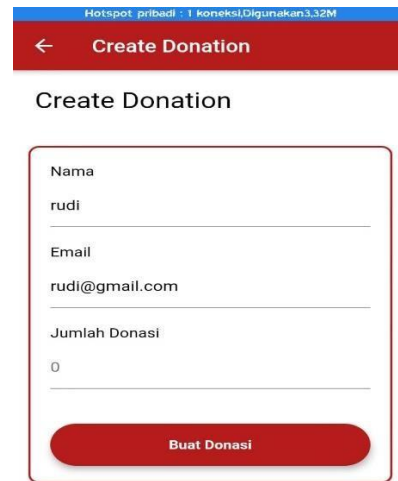 Hotspot pribadi : 1 koneksi,Digunakan3,32M
Create Donation
Create Donation
Nama
rudi
Email
rudi@gmail.com
Jumlah Donasi
0
Buat Donasi